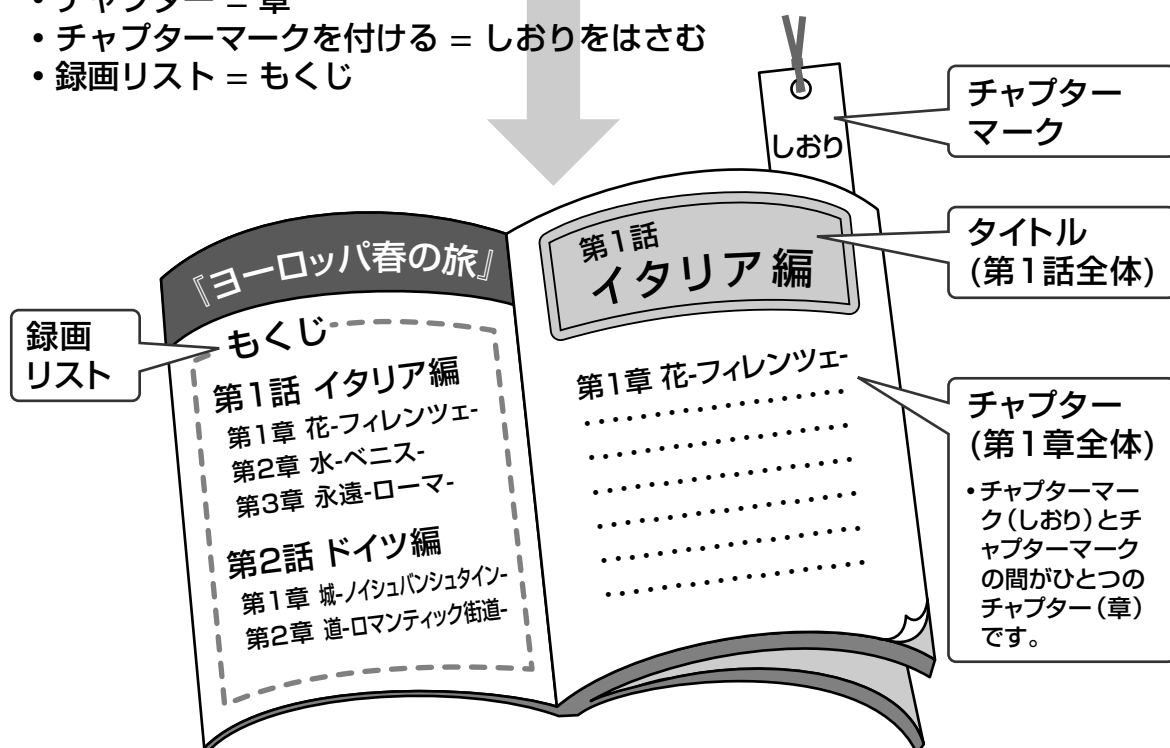 ・チャプター = 章
・チャプターマークを付ける = しおりをはさむ
・録画リスト = もくじ
しおり
チャプター
マーク
タイトル
(第1話全体)
チャプター
(第1章全体)
・チャプターマー
ク(しおり)とチ
ャプターマーク
の間がひとつの
チャプター(章)
です。
録画
リスト
『ヨーロッパ春の旅』
もくじ
第1話 イタリア編
第1章 花-フィレンツェ-
第2章 水-ベニス-
第3章 永遠-ローマ-
第2話 ドイツ編
第1章 城-ノイシュバンシュタイン-
第2章 道-ロマンティック街道-
第1話
イタリア編
第1章 花-フィレンツェ-